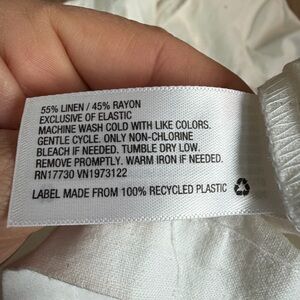 55% LINEN / 45% RAYON
EXCLUSIVE OF ELASTIC
MACHINE WASH COLD WITH LIKE COLORS.
GENTLE CYCLE. ONLY NON-CHLORINE
BLEACH IF NEEDED. TUMBLE DRY LOW.
REMOVE PROMPTLY. WARM IRON IF NEEDED.
RN17730 VN1973122
LABEL MADE FROM 100% RECYCLED PLASTIC